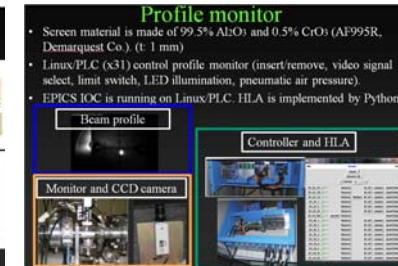 Profile monitor
• Screen material is made of 99.5% Al2O3 and 0.5% CrO3 (AF995R,
Demarquest Co.). (t: 1 mm)
• Linux/PLC (x31) control profile monitor (insert/remove, video signal
select, limit switch, LED illumination, pneumatic air pressure).
• EPICS IOC is running on Linux/PLC. HLA is implemented by Python
Beam profile
Controller and HLA
Monitor and CCD camera